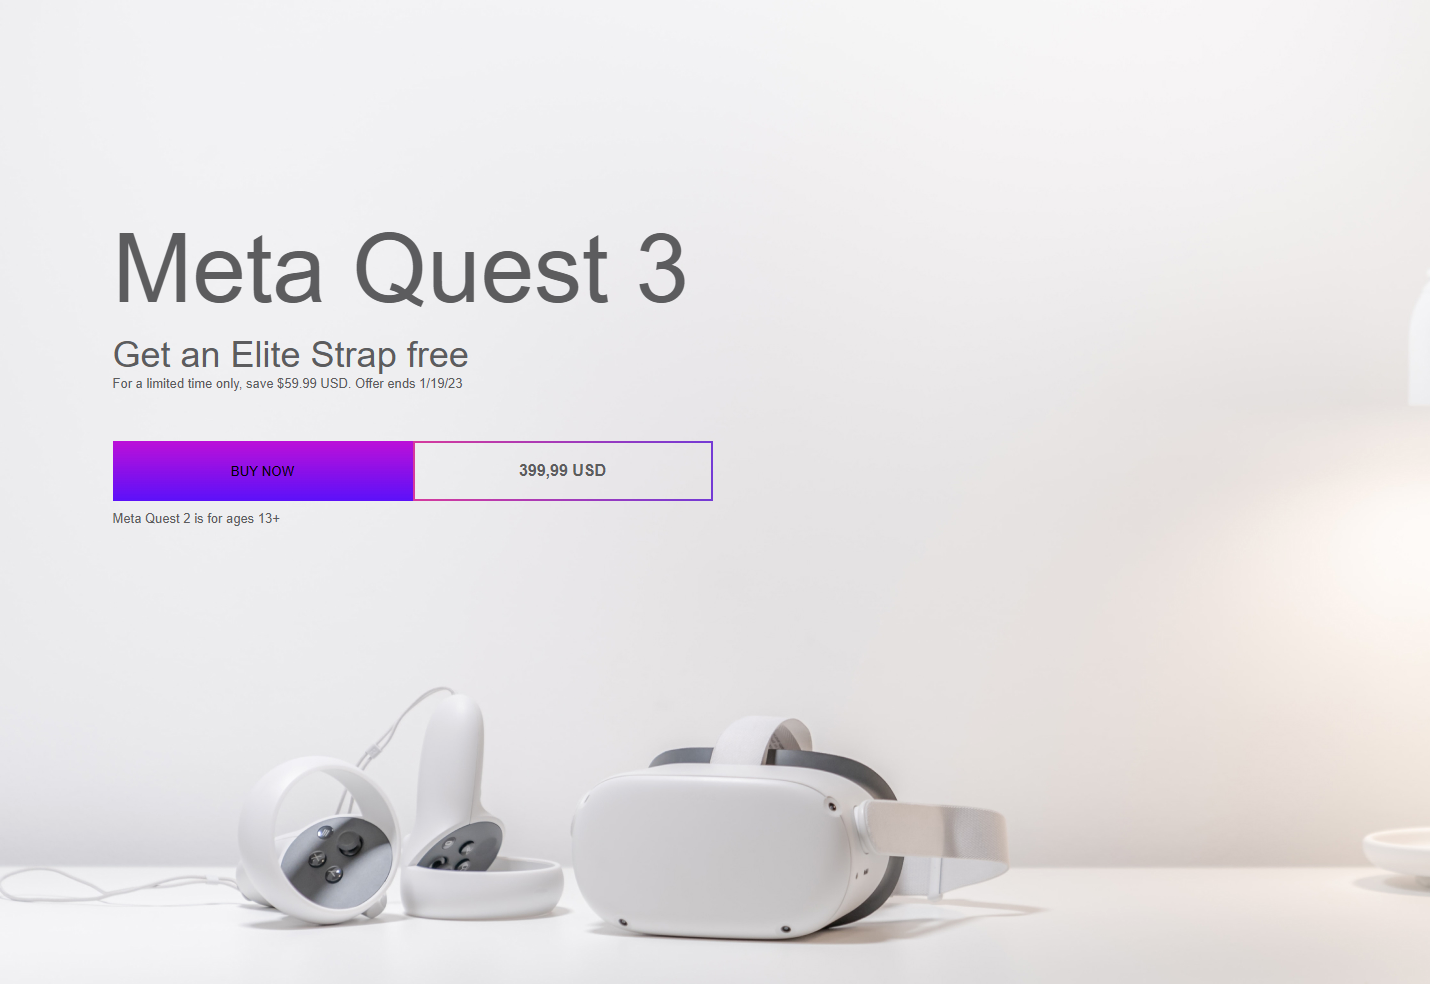 Meta Quest 3
Get an Elite Strap free
For a limited time only, save $59.99 USD. Offer ends 1/19/23
BUY NOW
399,99 USD
Meta Quest 2 is for ages 13+